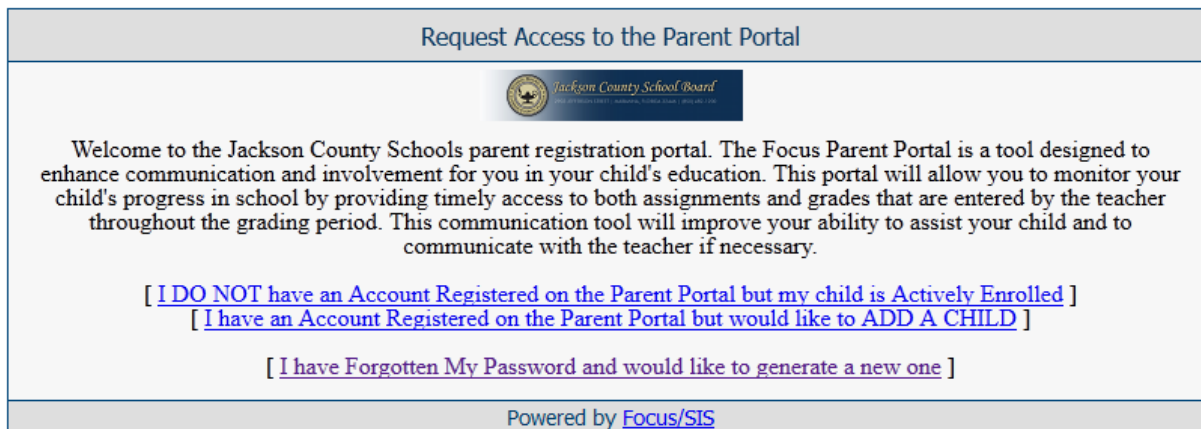 Request Access to the Parent Portal
Jackson County School Board
Welcome to the Jackson County Schools parent registration portal. The Focus Parent Portal is a tool designed to
enhance communication and involvement for you in your child's education. This portal will allow you to monitor your
child's progress in school by providing timely access to both assignments and grades that are entered by the teacher
throughout the grading period. This communication tool will improve your ability to assist your child and to
communicate with the teacher if necessary.
[ I DO NOT have an Account Registered on the Parent Portal but my child is Actively Enrolled ]
[ I have an Account Registered on the Parent Portal but would like to ADD A CHILD ]
[ I have Forgotten My Password and would like to generate a new one ]
Powered by Focus/SIS